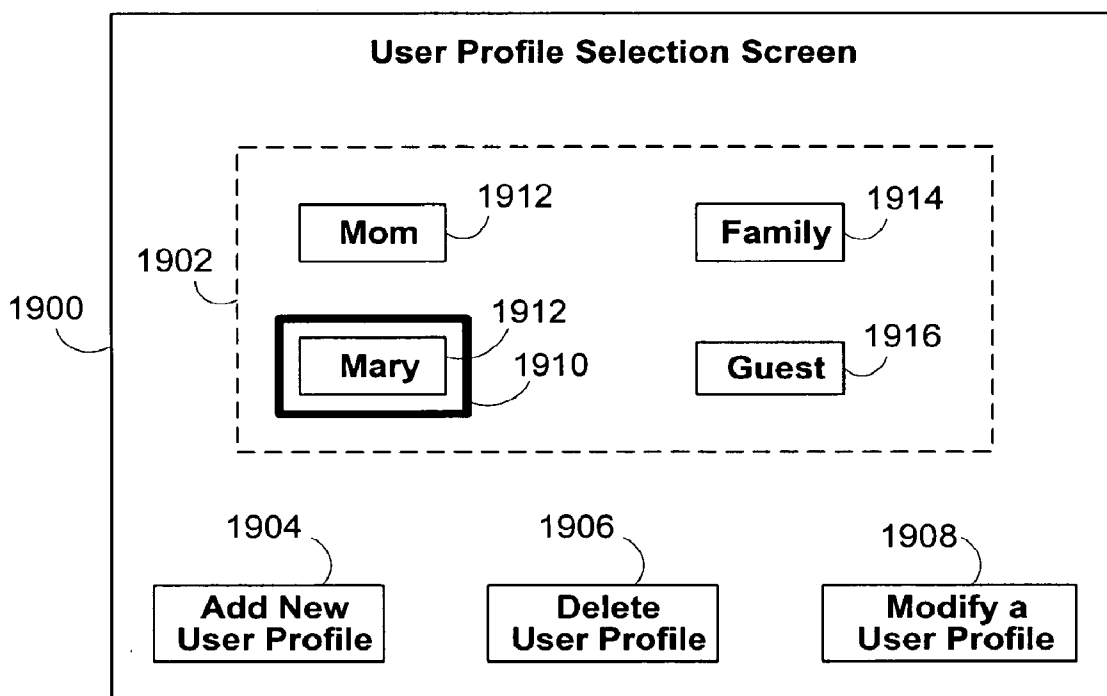 User Profile Selection Screen
1912
1914
Mom
Family
1902
1900
1912
1916
Mary
Guest
1910
1904
1906
1908
Add New
User Profile
Delete
User Profile
Modify a
User Profile